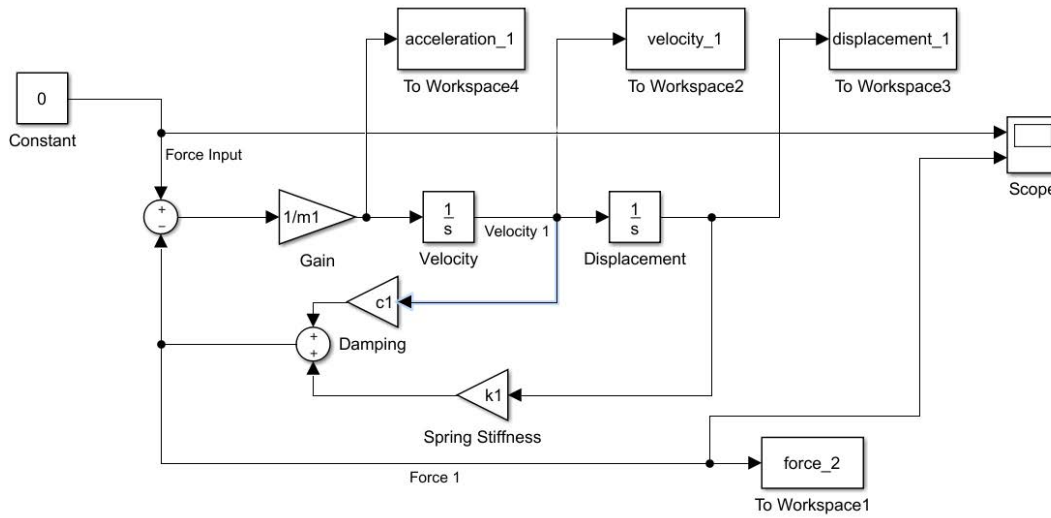 acceleration_1
velocity_1
displacement_1
To Workspace4
To Workspace2
To Workspace3
0
Constant
Force Input
Scope
+
−
1/m1
1
s
1
s
Velocity 1
Gain
Velocity
Displacement
c1
+
+
Damping
k1
Spring Stiffness
force_2
Force 1
To Workspace1